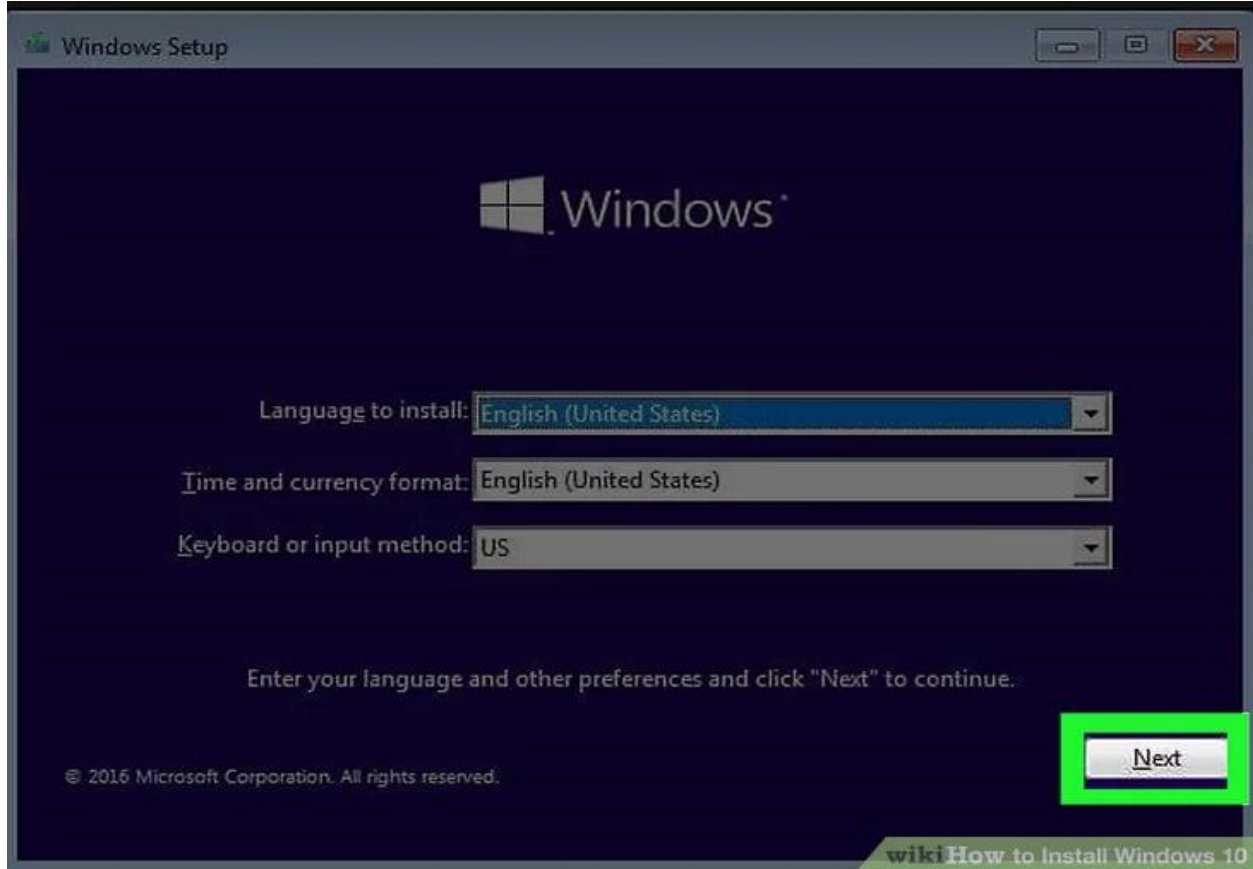 Windows Setup
Windows
Language to install: English (United States)
Time and currency format: English (United States)
Keyboard or input method: US
Enter your language and other preferences and click "Next" to continue.
Next
© 2016 Microsoft Corporation. All rights reserved.
wikiHow to Install Windows 10